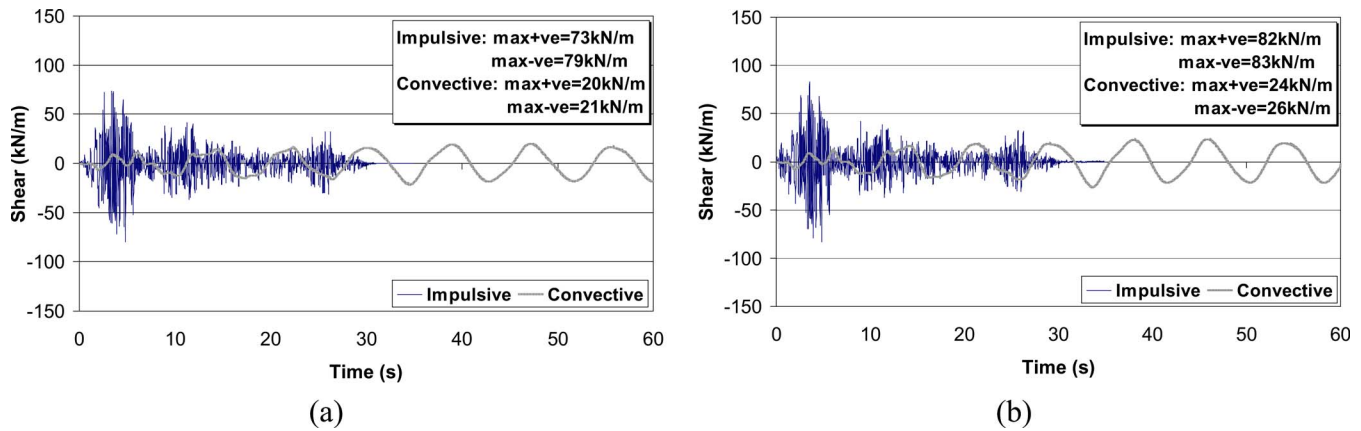 150
100
50
0
-50
-100
-150
Shear (kN/m)
Impulsive: max+ve=73kN/m
max-ve=79kN/m
Convective: max+ve=20kN/m
max-ve=21kN/m
Impulsive Convective
0 10 20 30 40 50 60
Time (s)
(a)
150
100
50
0
-50
-100
-150
Shear (kN/m)
Impulsive: max+ve=82kN/m
max-ve=83kN/m
Convective: max+ve=24kN/m
max-ve=26kN/m
Impulsive Convective
0 10 20 30 40 50 60
Time (s)
(b)